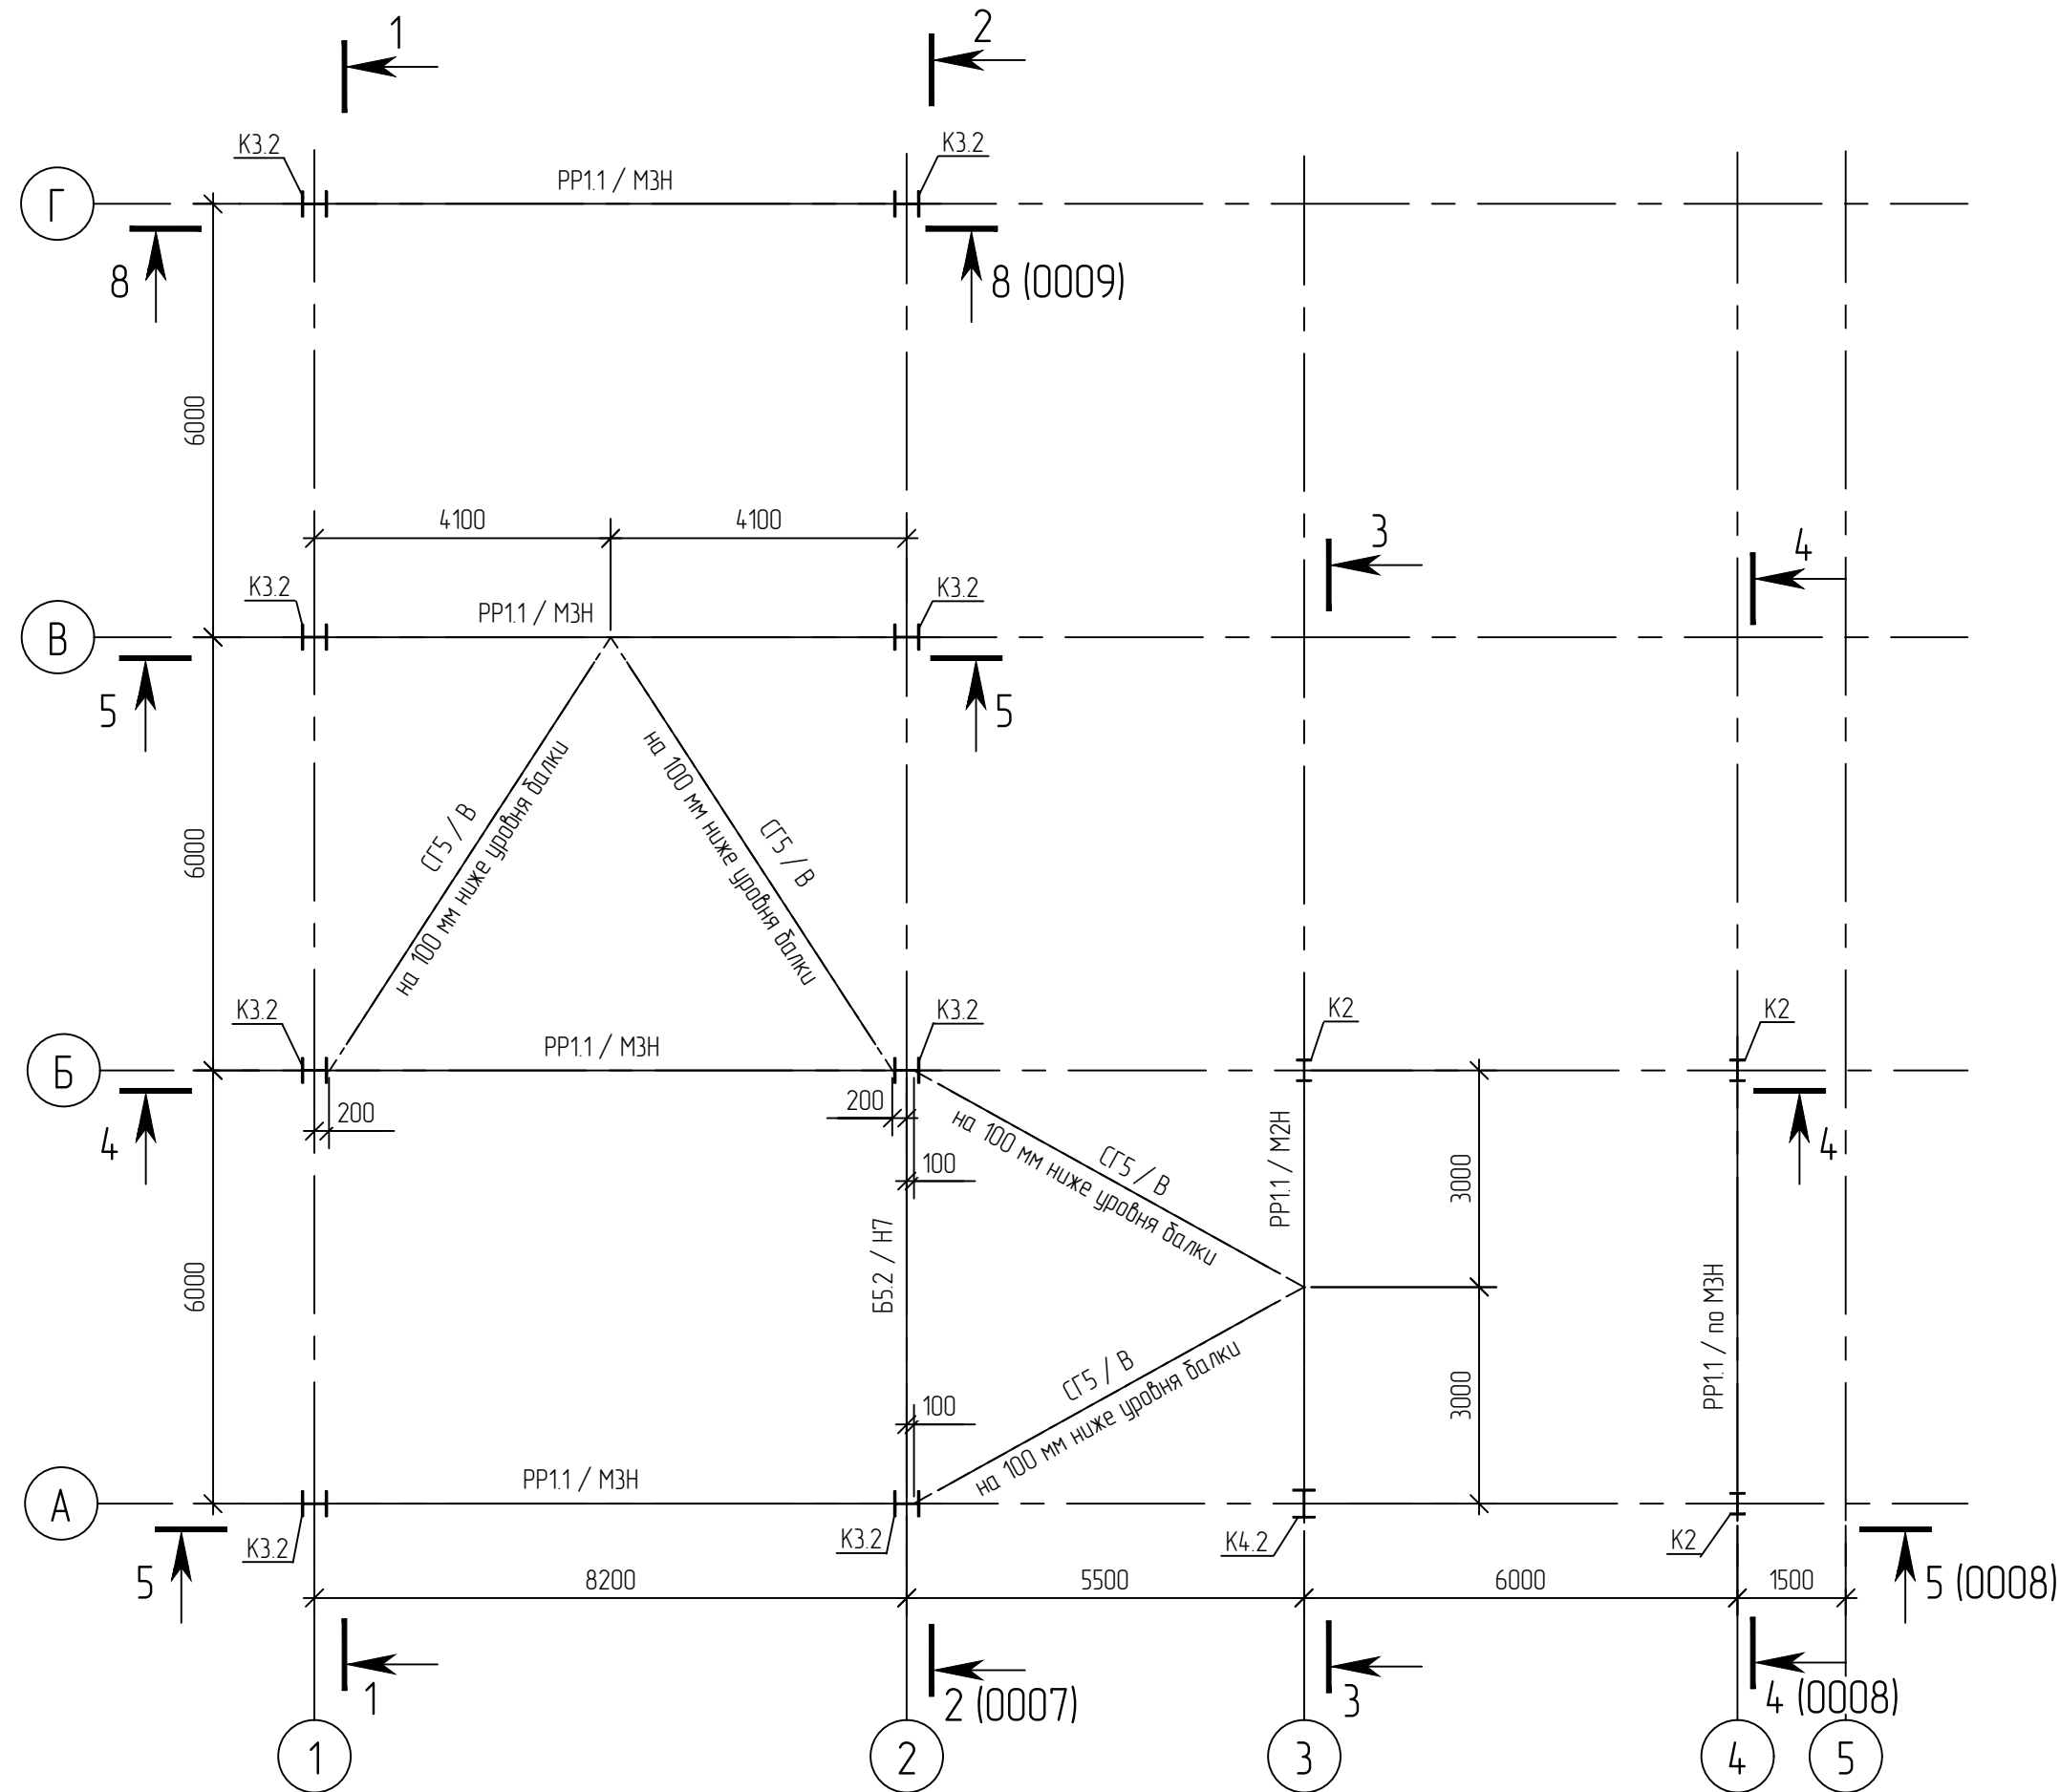 1
2
К3.2
К3.2
РР1.1 / М3Н
Г
8
8 (0009)
6000
4100
4100
3
4
К3.2
К3.2
РР1.1 / М3Н
В
5
5
на 100 мм ниже уровня балки
на 100 мм ниже уровня балки
СГ5 / В
СГ5 / В
6000
К3.2
К3.2
К2
К2
РР1.1 / М3Н
Б
200
200
4
4
100
на 100 мм ниже уровня балки
СГ5 / В
РР1.1 / М2Н
3000
Б5.2 / Н7
6000
РР1.1 / по М3Н
СГ5 / В
на 100 мм ниже уровня балки
3000
100
РР1.1 / М3Н
А
К3.2
К3.2
К4.2
К2
5
8200
5500
6000
1500
5 (0008)
1
2 (0007)
3
4 (0008)
1
2
3
4
5